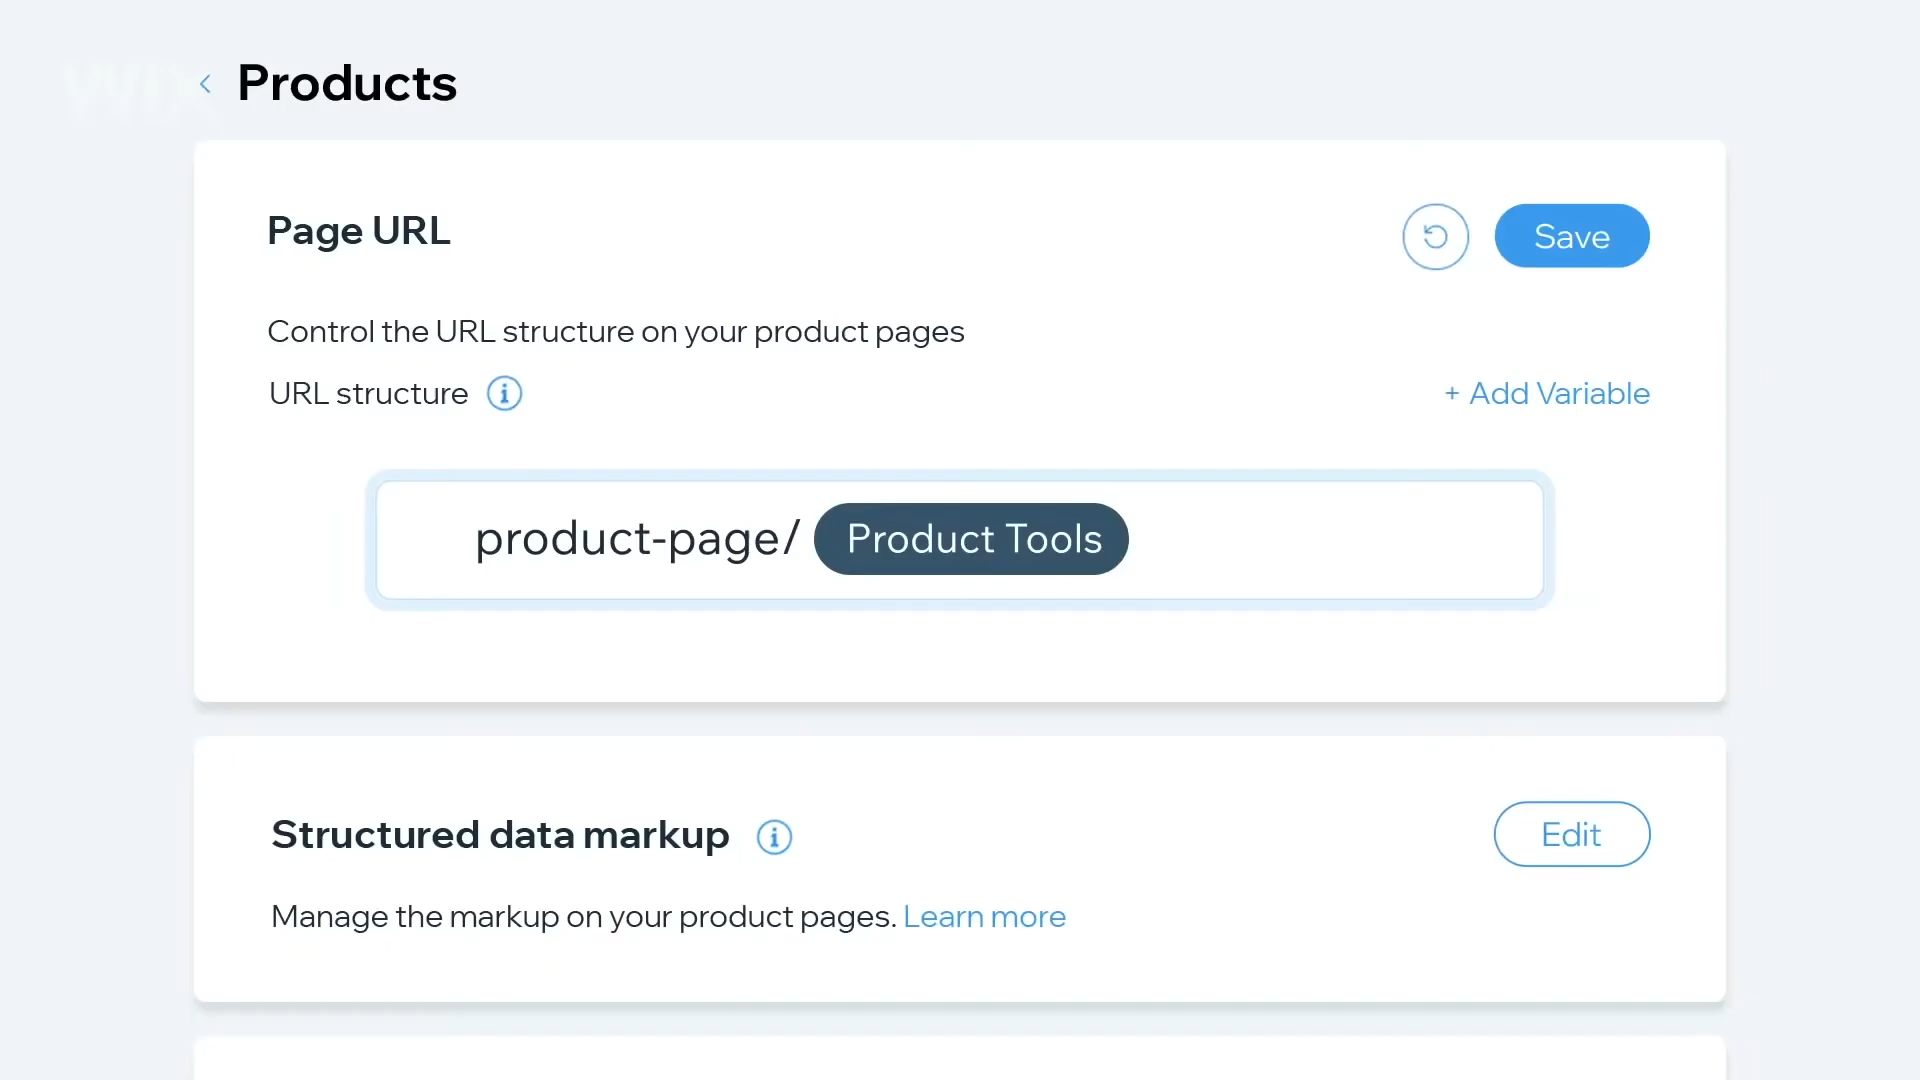 WIX
Products
Page URL
Save
Control the URL structure on your product pages
URL structure
+ Add Variable
product-page/ Product Tools
Structured data markup
Edit
Manage the markup on your product pages. Learn more